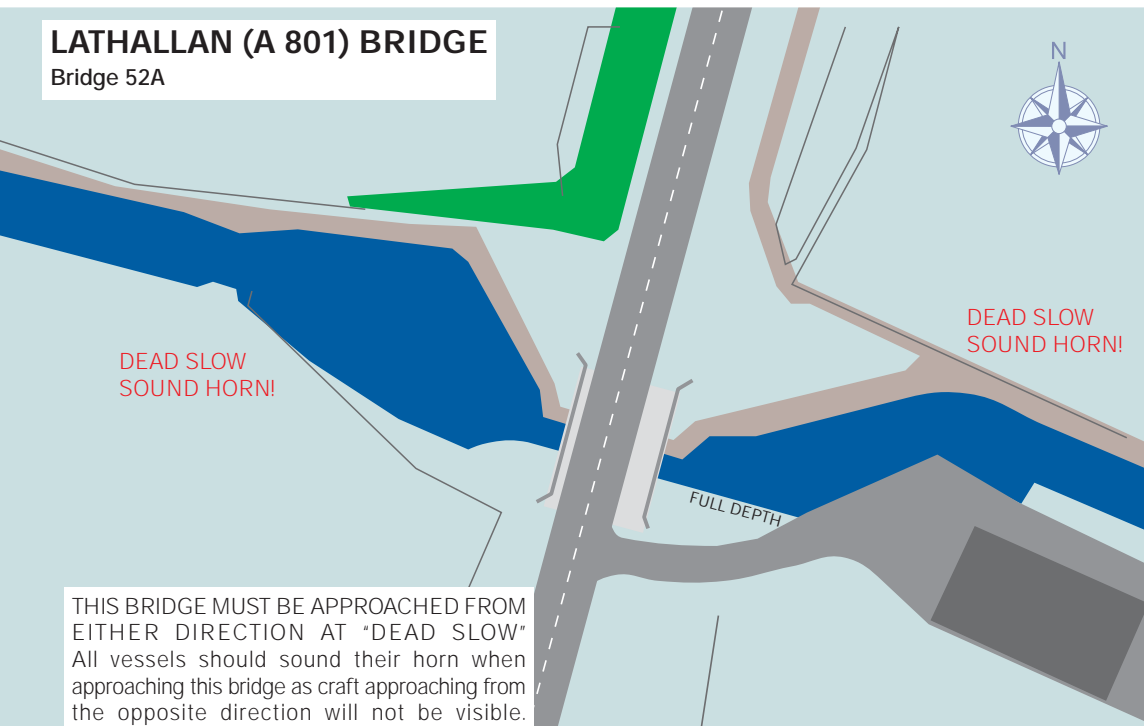 LATHALLAN (A 801) BRIDGE
Bridge 52A
N
DEAD SLOW
SOUND HORN!
DEAD SLOW
SOUND HORN!
FULL DEPTH
THIS BRIDGE MUST BE APPROACHED FROM
EITHER DIRECTION AT “DEAD SLOW”
All vessels should sound their horn when
approaching this bridge as craft approaching from
the opposite direction will not be visible.